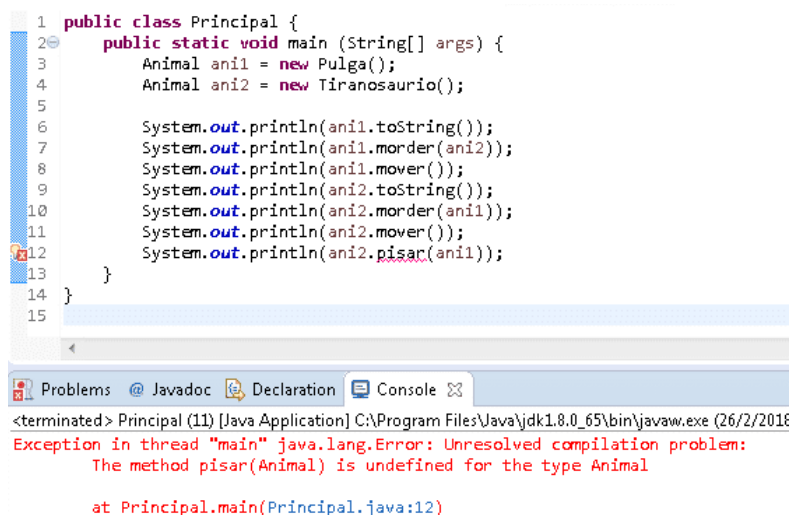 1 public class Principal {
2 public static void main (String[] args) {
3 Animal ani1 = new Pulga();
4 Animal ani2 = new Tiranosaurio();
5
6 System.out.println(ani1.toString());
7 System.out.println(ani1.morder(ani2));
8 System.out.println(ani1.mover());
9 System.out.println(ani2.toString());
10 System.out.println(ani2.morder(ani1));
11 System.out.println(ani2.mover());
12 System.out.println(ani2.pisar(ani1));
13 }
14 }
15
Problems @ Javadoc Declaration Console
<terminated> Principal (11) [Java Application] C:\Program Files\Java\jdk1.8.0_65\bin\javaw.exe (26/2/2018
Exception in thread "main" java.lang.Error: Unresolved compilation problem:
The method pisar(Animal) is undefined for the type Animal
at Principal.main(Principal.java:12)